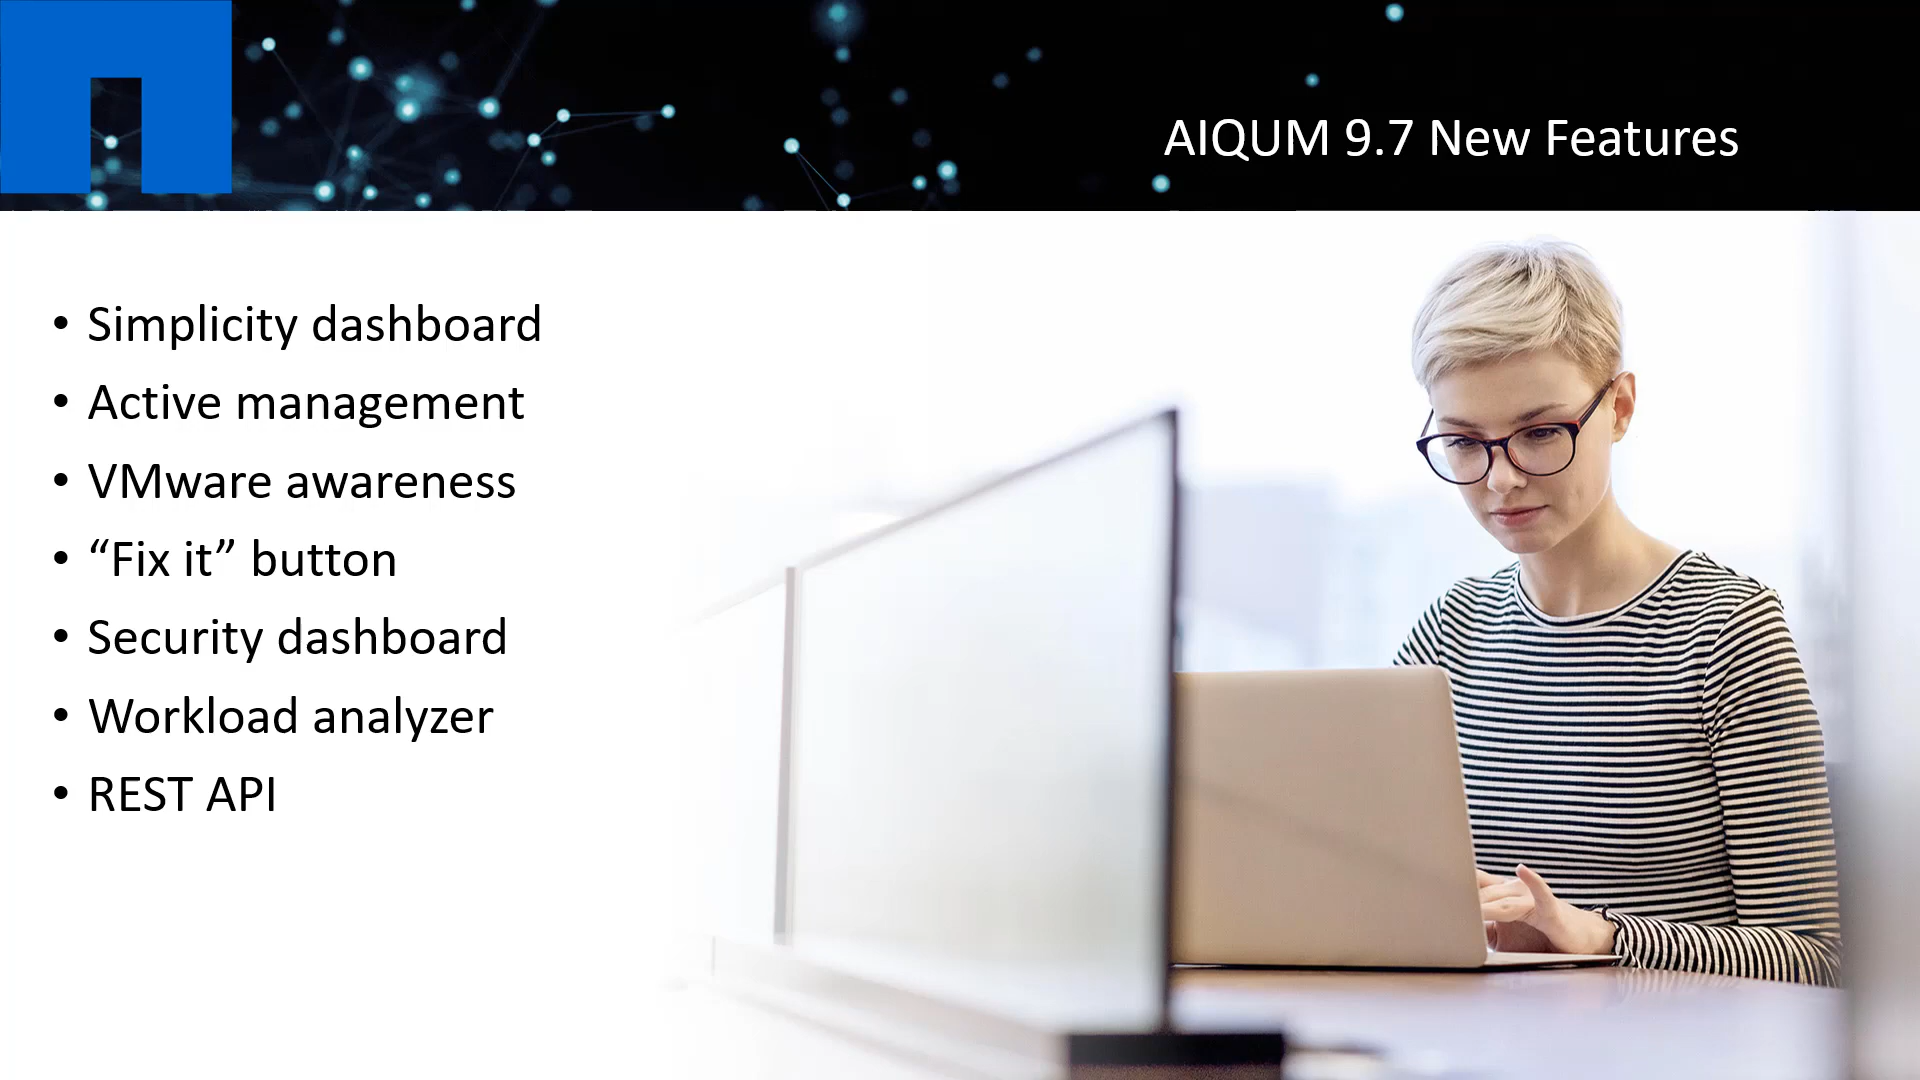 AIQUM 9.7 New Features
• Simplicity dashboard
• Active management
• VMware awareness
• “Fix it” button
• Security dashboard
• Workload analyzer
• REST API